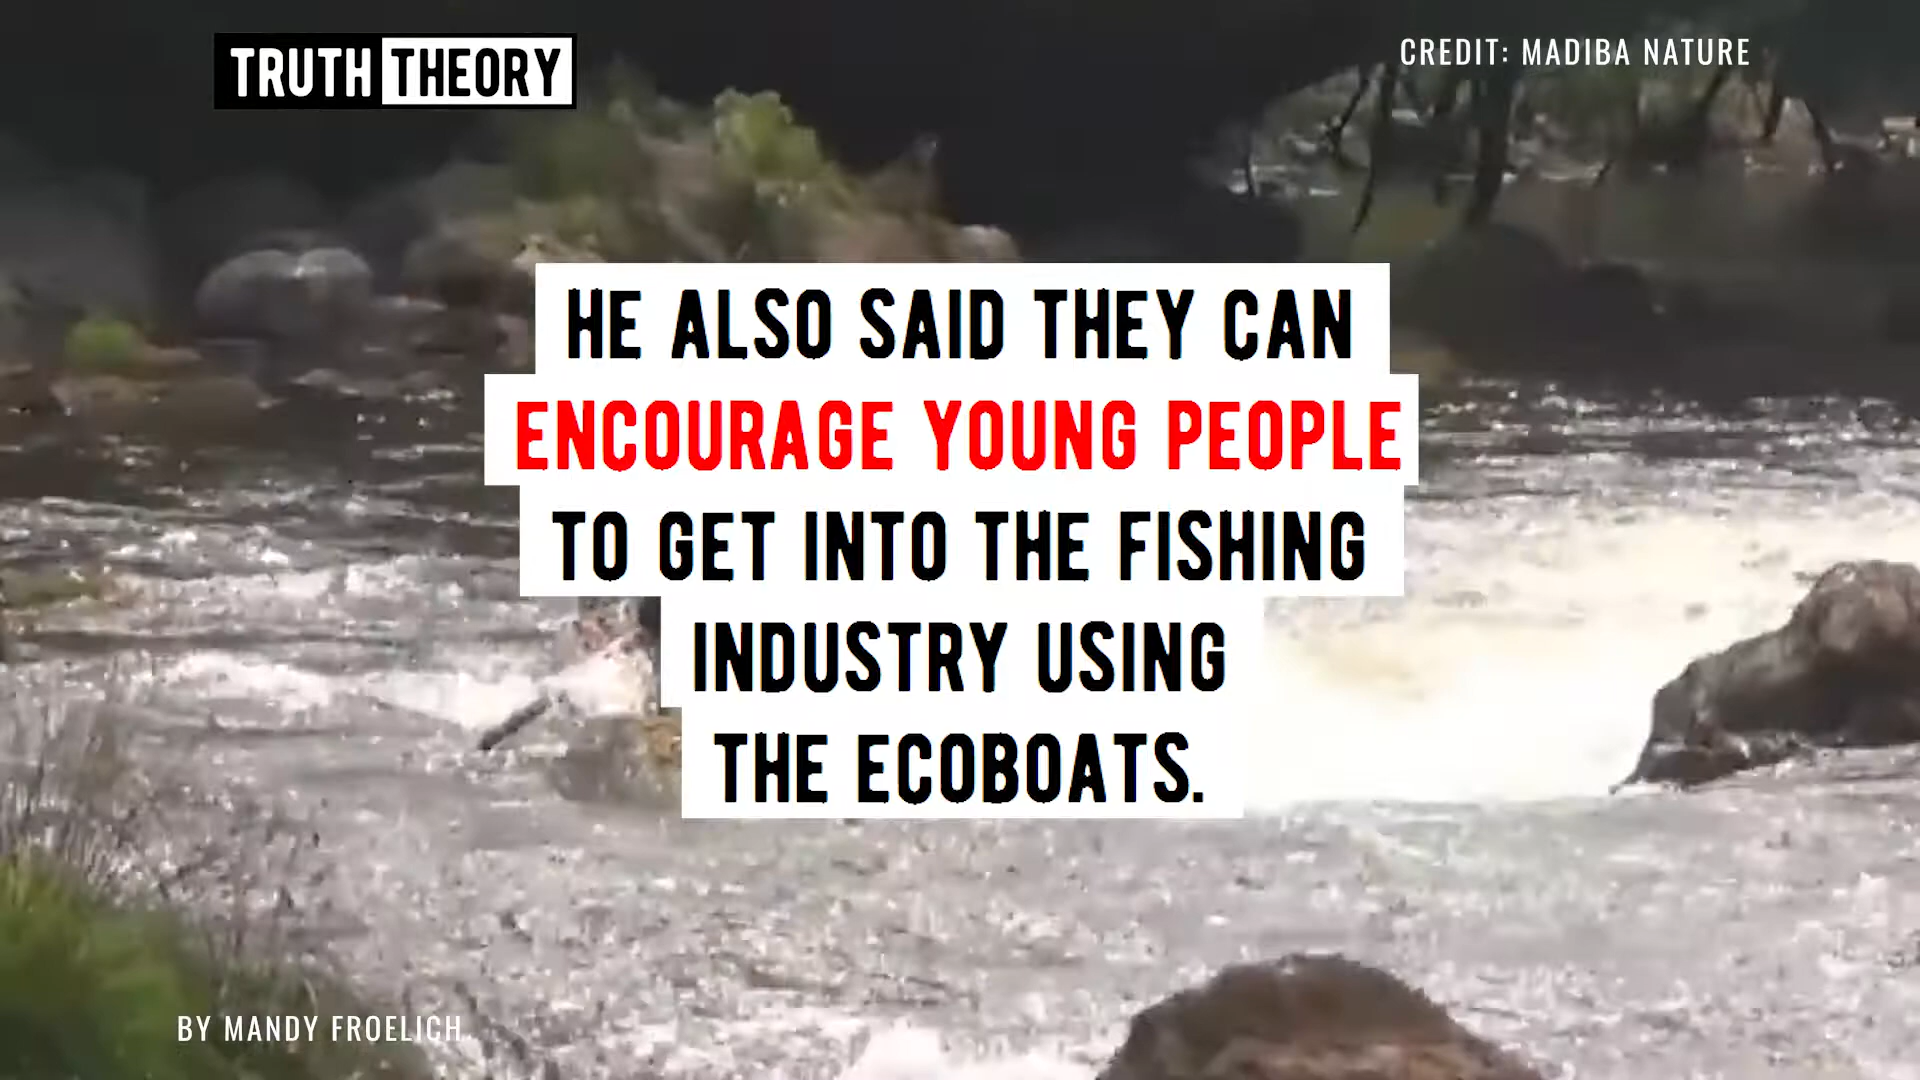 TRUTH THEORY
CREDIT: MADIBA NATURE
HE ALSO SAID THEY CAN
ENCOURAGE YOUNG PEOPLE
TO GET INTO THE FISHING
INDUSTRY USING
THE ECOBOATS.
BY MANDY FROELICH